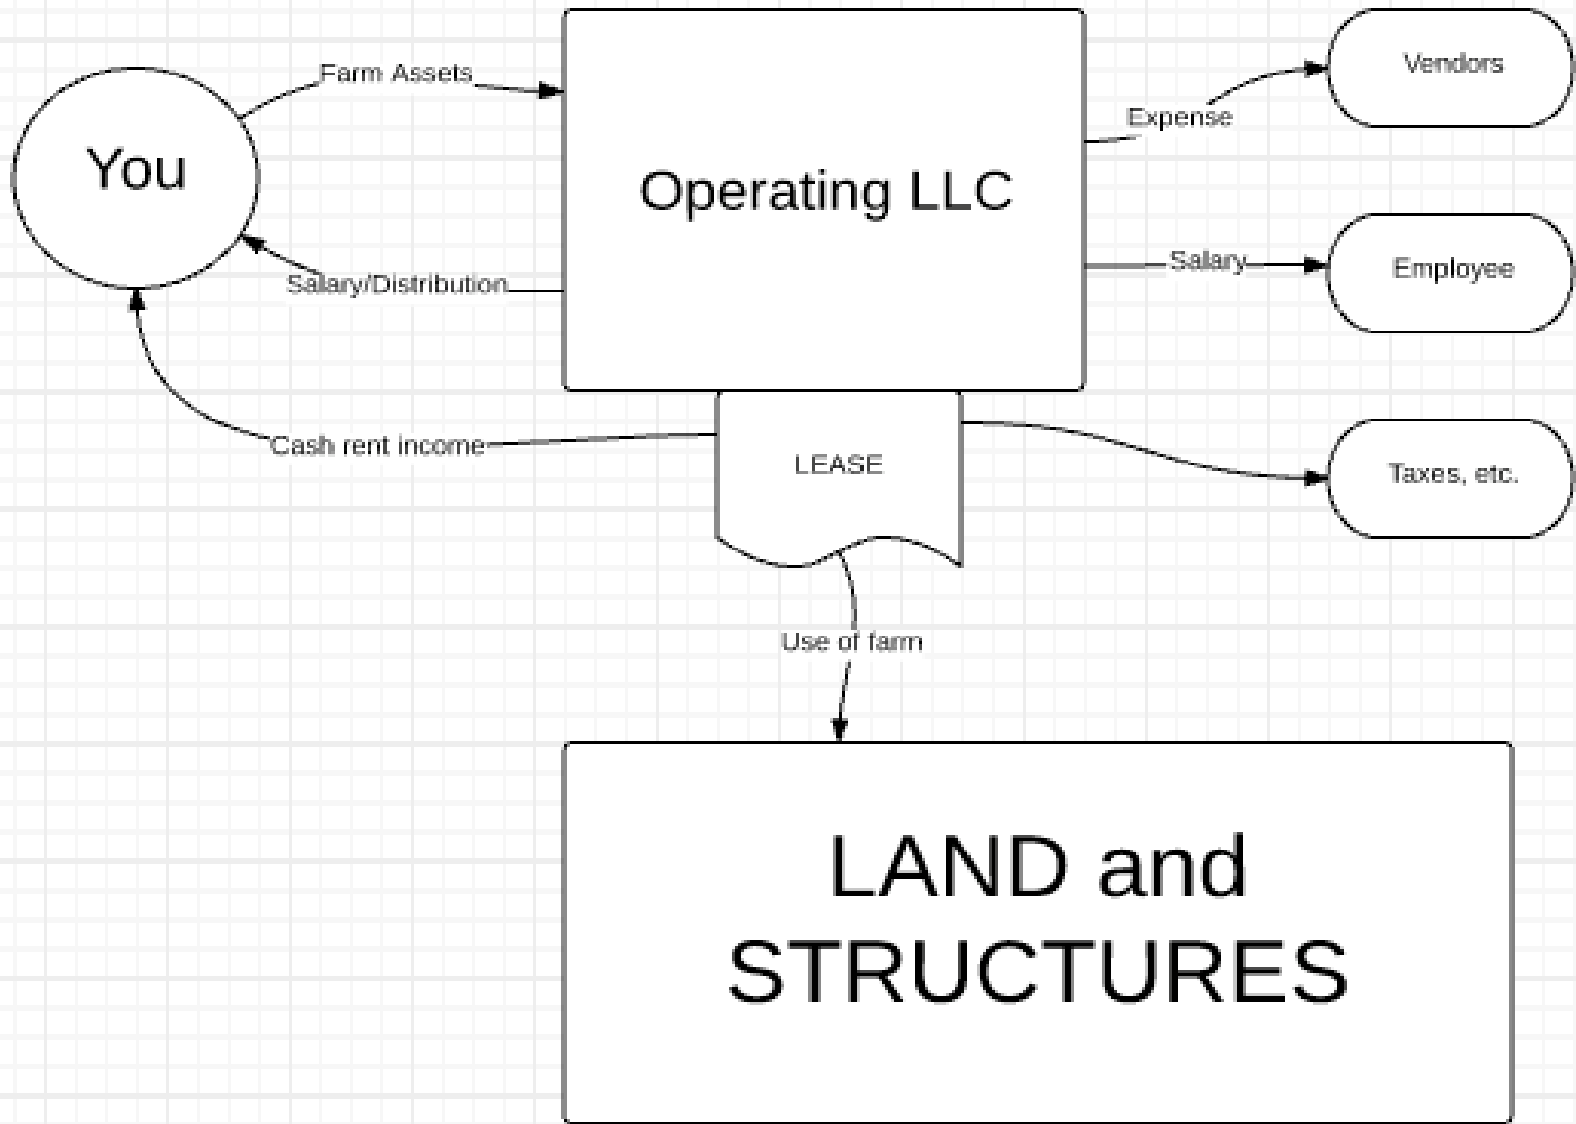 Farm Assets
Vendors
Expense
You
Operating LLC
Salary
Employee
Salary/Distribution
Cash rent income
LEASE
Taxes, etc.
Use of farm
LAND and
STRUCTURES